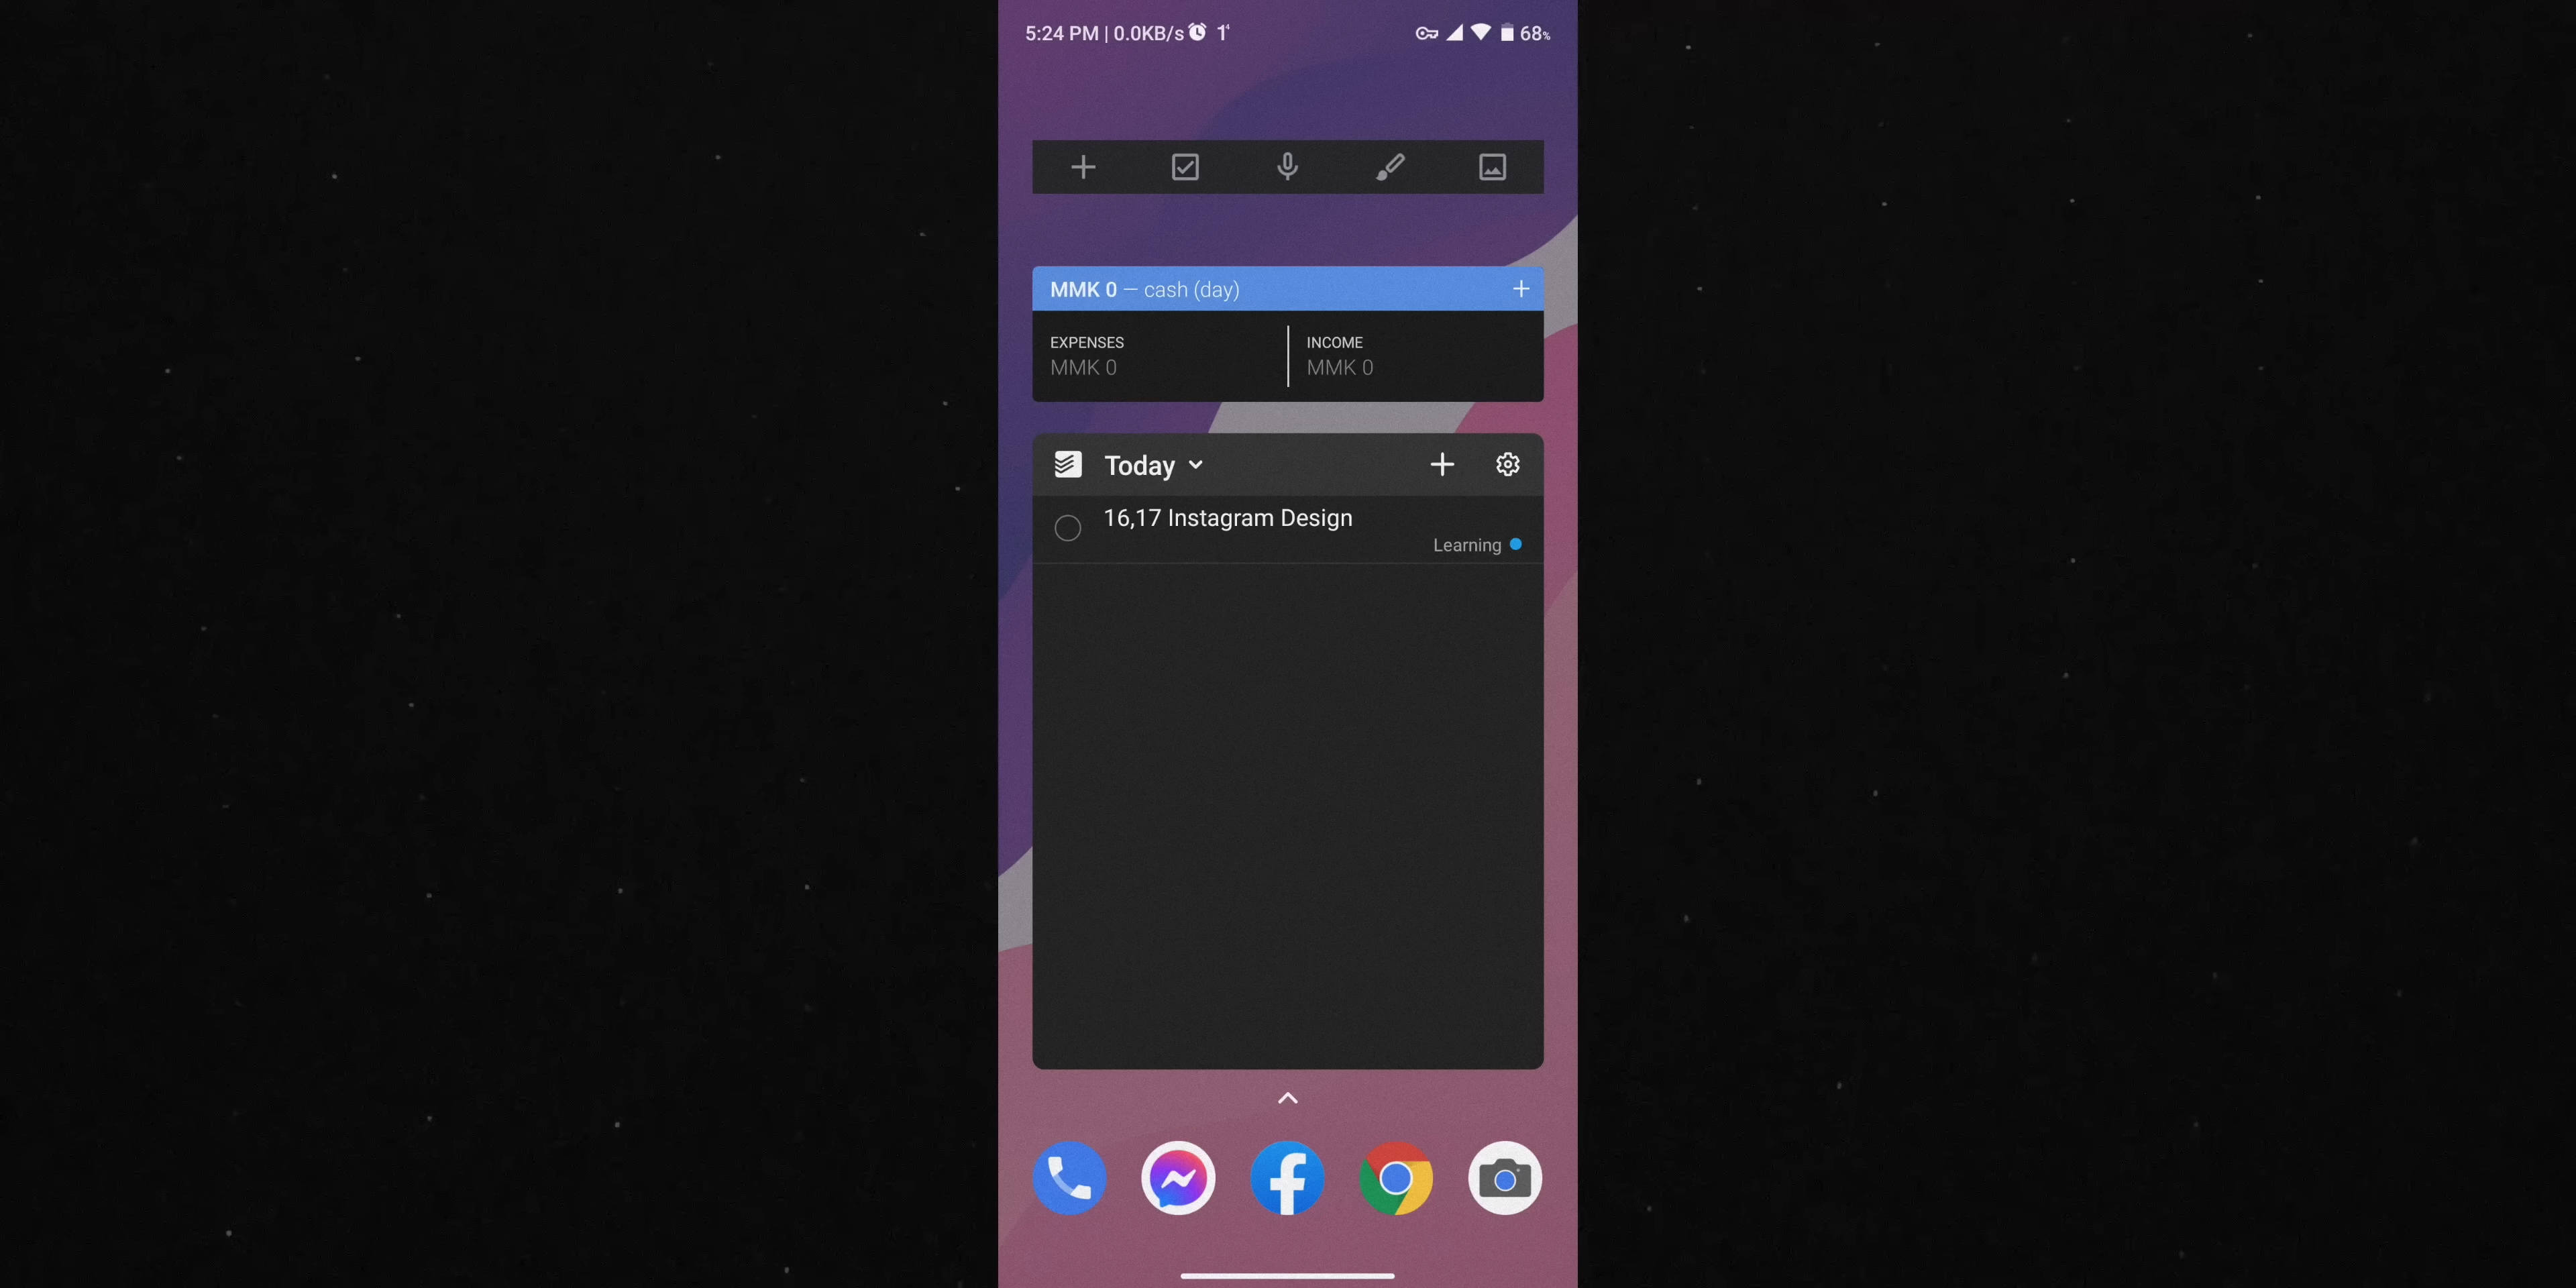 5:24 PM | 0.0KB/s 1 68%
MMK 0 — cash (day)
EXPENSES INCOME
MMK 0 MMK 0
Today
16,17 Instagram Design
Learning